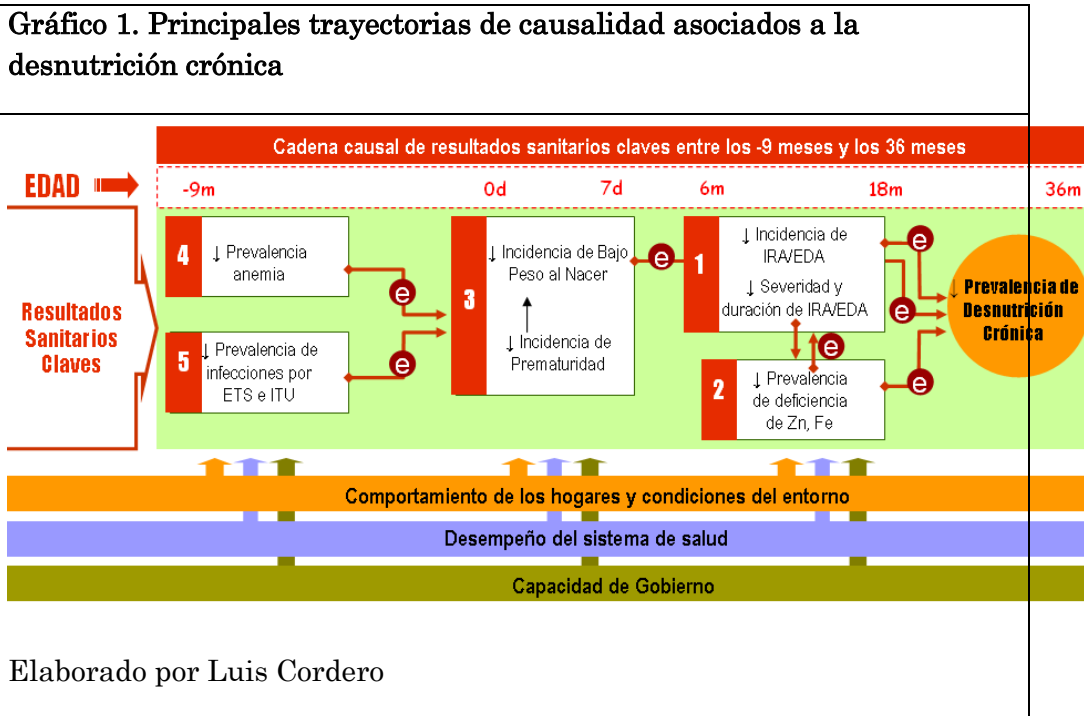 Gráfico 1. Principales trayectorias de causalidad asociados a la
desnutrición crónica
Cadena causal de resultados sanitarios claves entre los -9 meses y los 36 meses
EDAD
-9m
0d
7d
6m
18m
36m
Resultados
Sanitarios
Claves
4
↓ Prevalencia
anemia
e
5
↓ Prevalencia de
infecciones por
ETS e ITU
e
3
↓ Incidencia de Bajo
Peso al Nacer
↓ Incidencia de
Prematuridad
e
1
↓ Incidencia de
IRA/EDA
↓ Severidad y
duración de IRA/EDA
e
e
e
2
↓ Prevalencia
de deficiencia
de Zn, Fe
e
↓ Prevalencia de
Desnutrición
Crónica
Comportamiento de los hogares y condiciones del entorno
Desempeño del sistema de salud
Capacidad de Gobierno
Elaborado por Luis Cordero